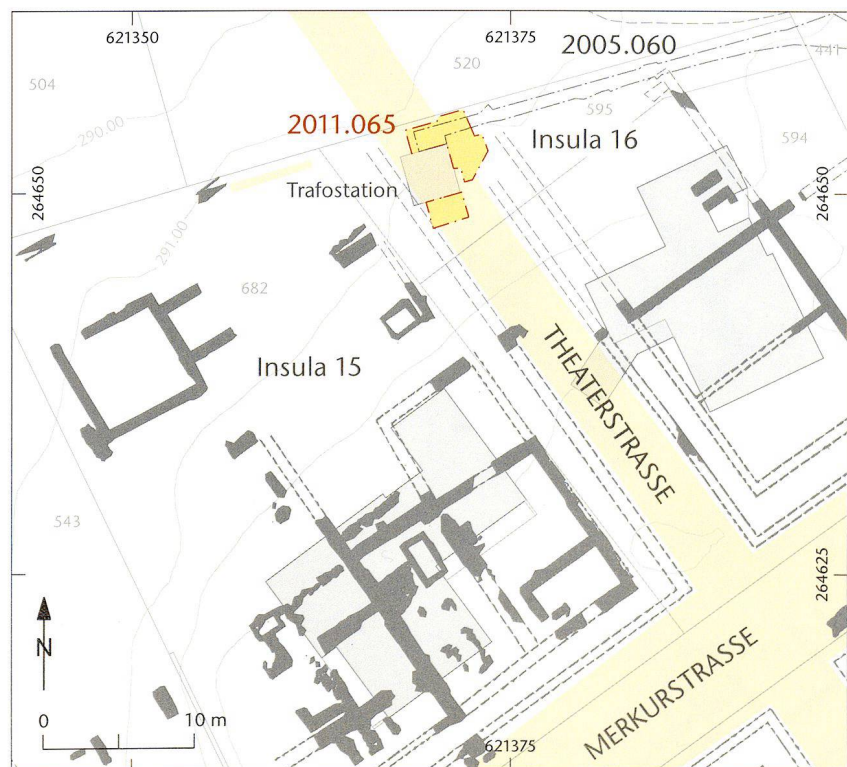 621350
621375
2005.060
504
520
441
290.00
2011.065
595
Insula 16
594
264650
Trafostation
264650
291.00
682
Insula 15
THEATERSTRASSE
543
264625
N
MERKURSTRASSE
0 10 m
621375